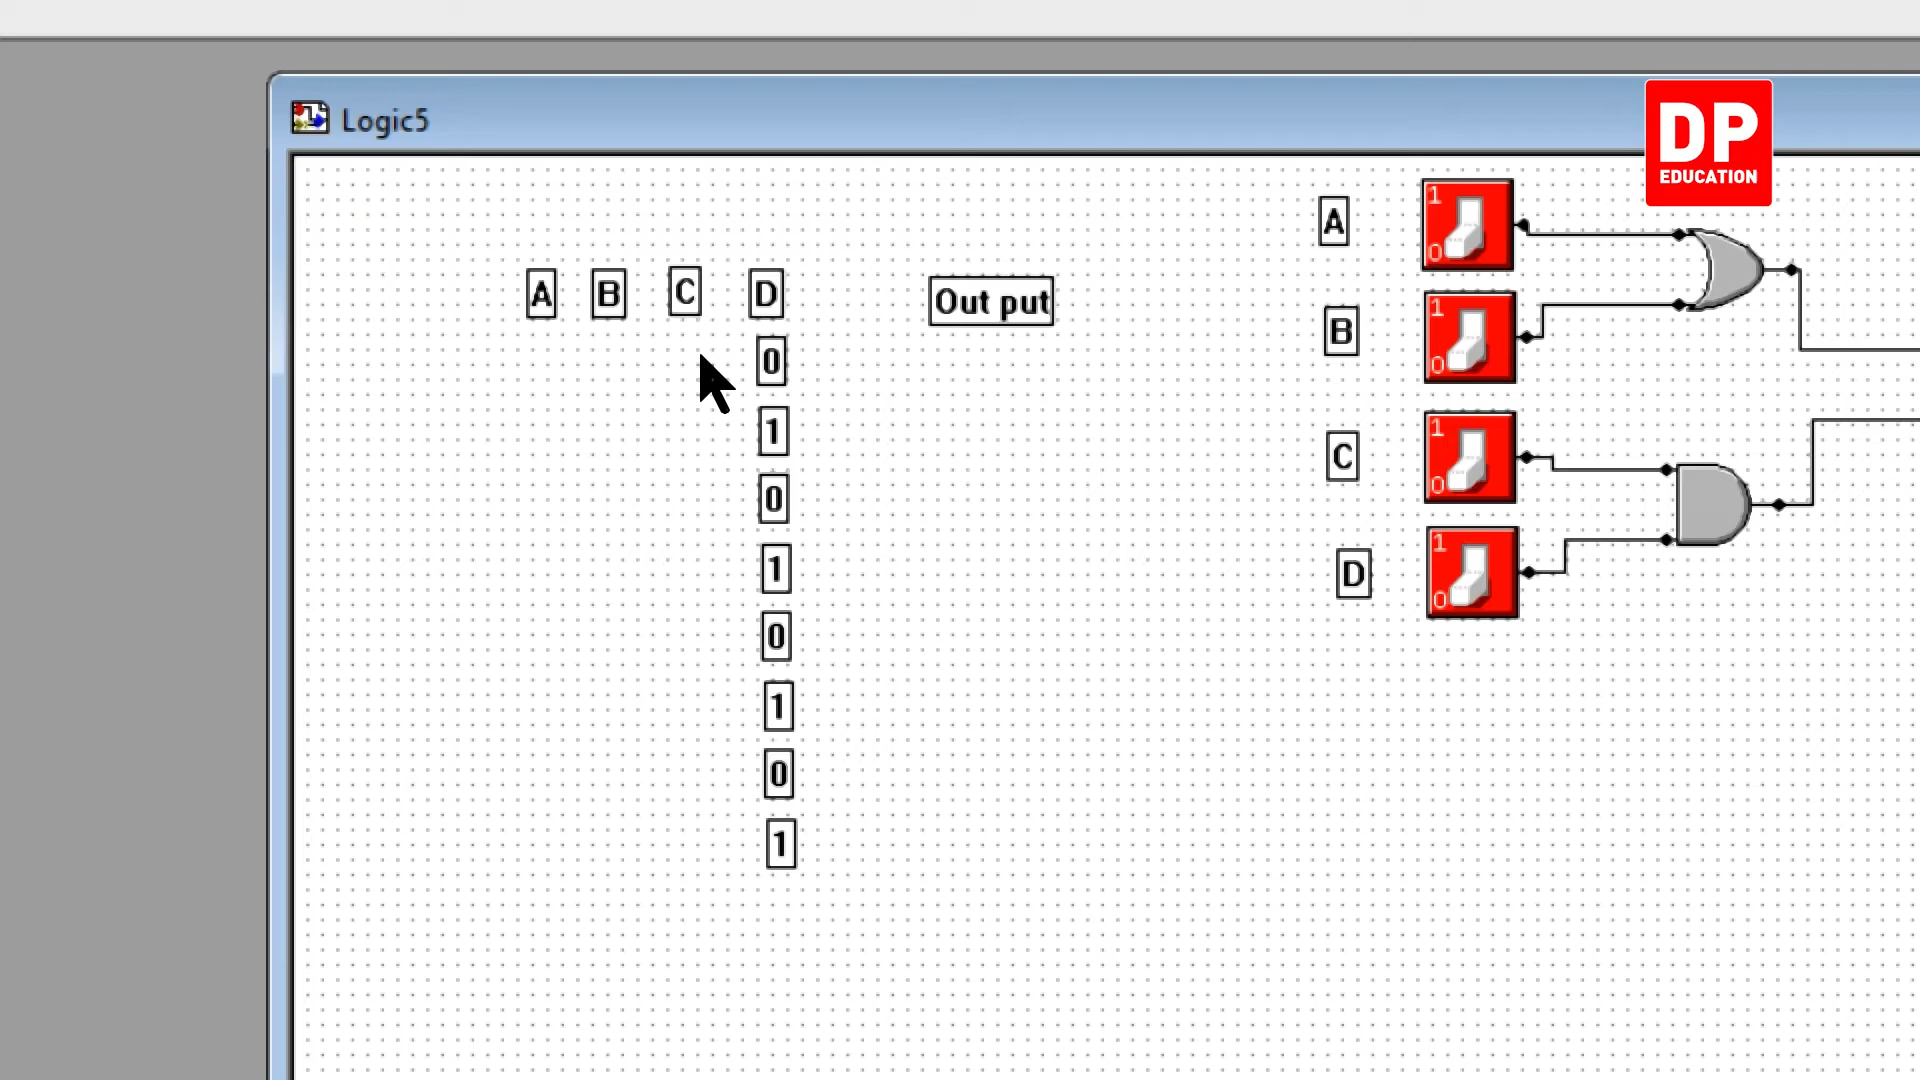 Logic5
DP
EDUCATION
A B C D Out put
0
1
0
1
0
1
0
1
A 1 0
B 1 0
C 1 0
D 1 0